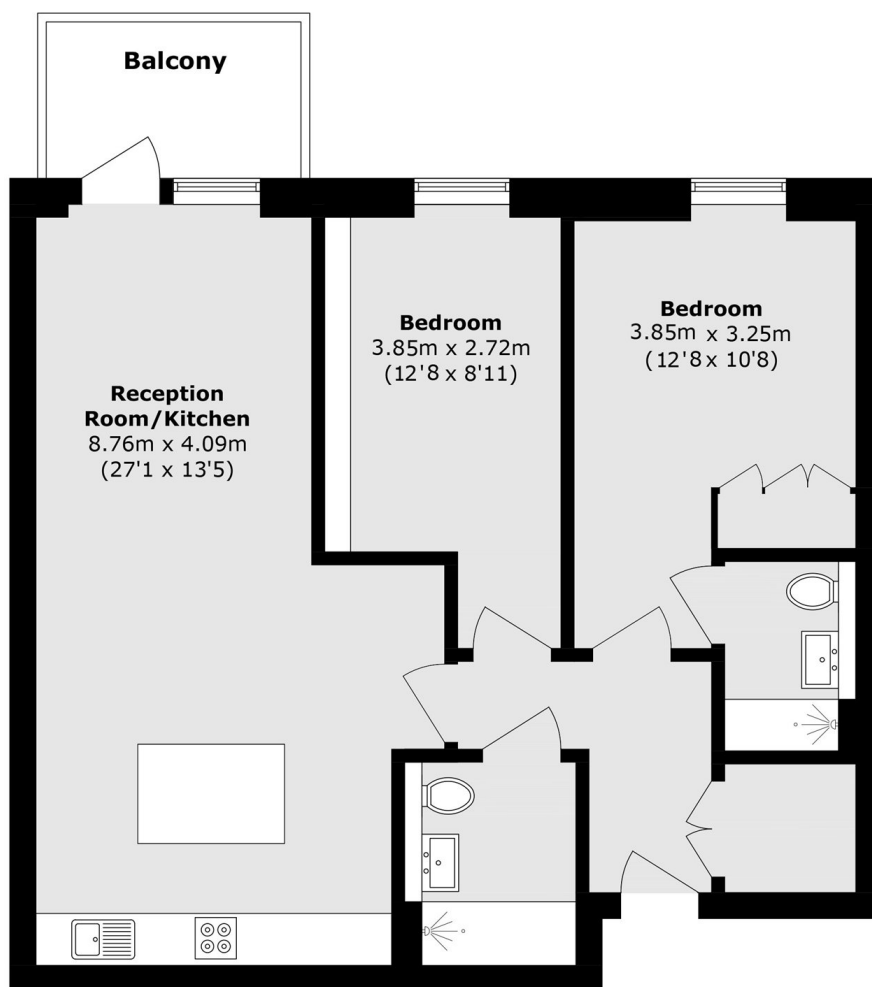 Balcony
Reception
Room/Kitchen
8.76m x 4.09m
(27'1 x 13'5)
Bedroom
3.85m x 2.72m
(12'8 x 8'11)
Bedroom
3.85m x 3.25m
(12'8 x 10'8)